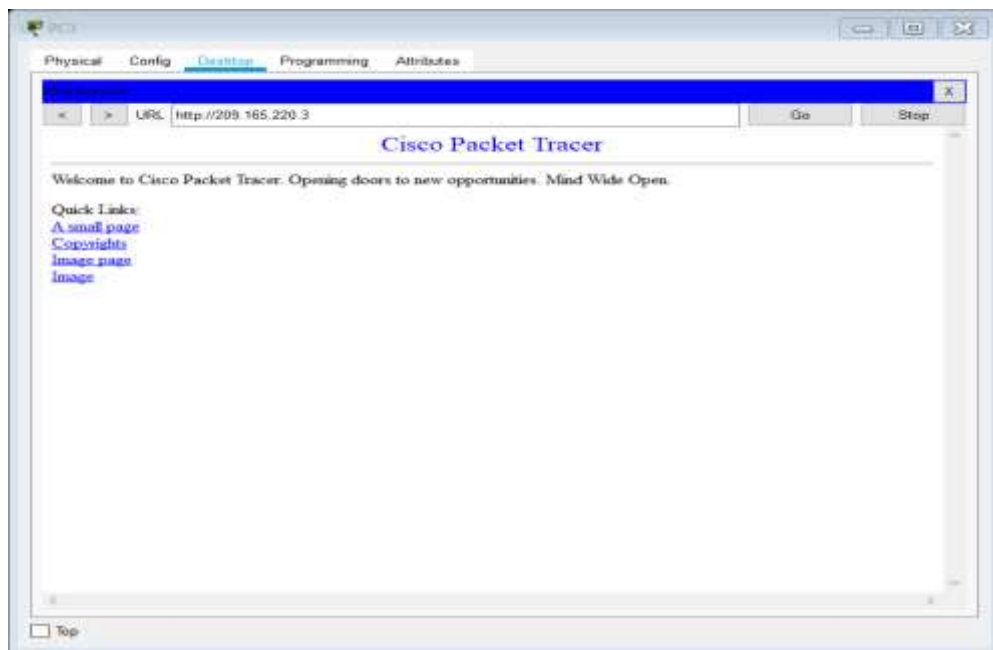 Physical Config Desktop Programming Attributes
X
< > URL http://209.165.220.3 Go Stop
Cisco Packet Tracer
Welcome to Cisco Packet Tracer. Opening doors to new opportunities. Mind Wide Open.
Quick Links:
A small page
Copyrights
Image page
Image
Top